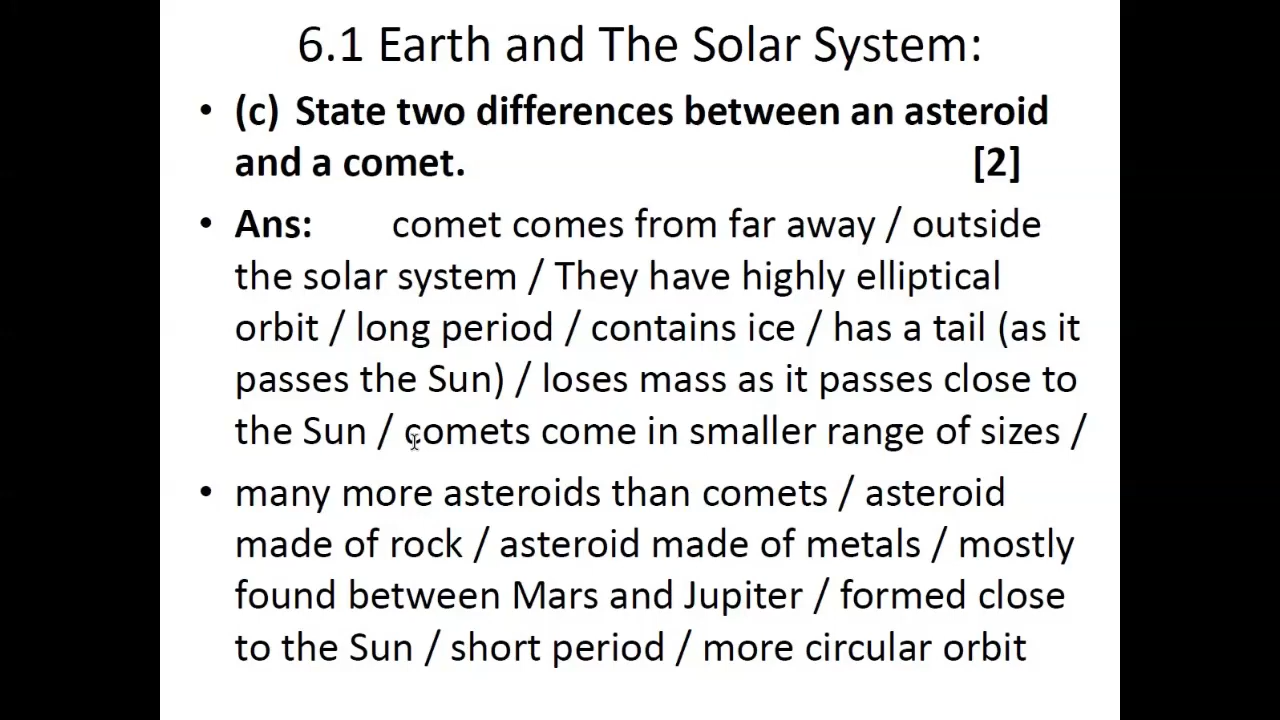 6.1 Earth and The Solar System:
• (c) State two differences between an asteroid
and a comet. [2]
• Ans: comet comes from far away / outside
the solar system / They have highly elliptical
orbit / long period / contains ice / has a tail (as it
passes the Sun) / loses mass as it passes close to
the Sun / comets come in smaller range of sizes /
• many more asteroids than comets / asteroid
made of rock / asteroid made of metals / mostly
found between Mars and Jupiter / formed close
to the Sun / short period / more circular orbit